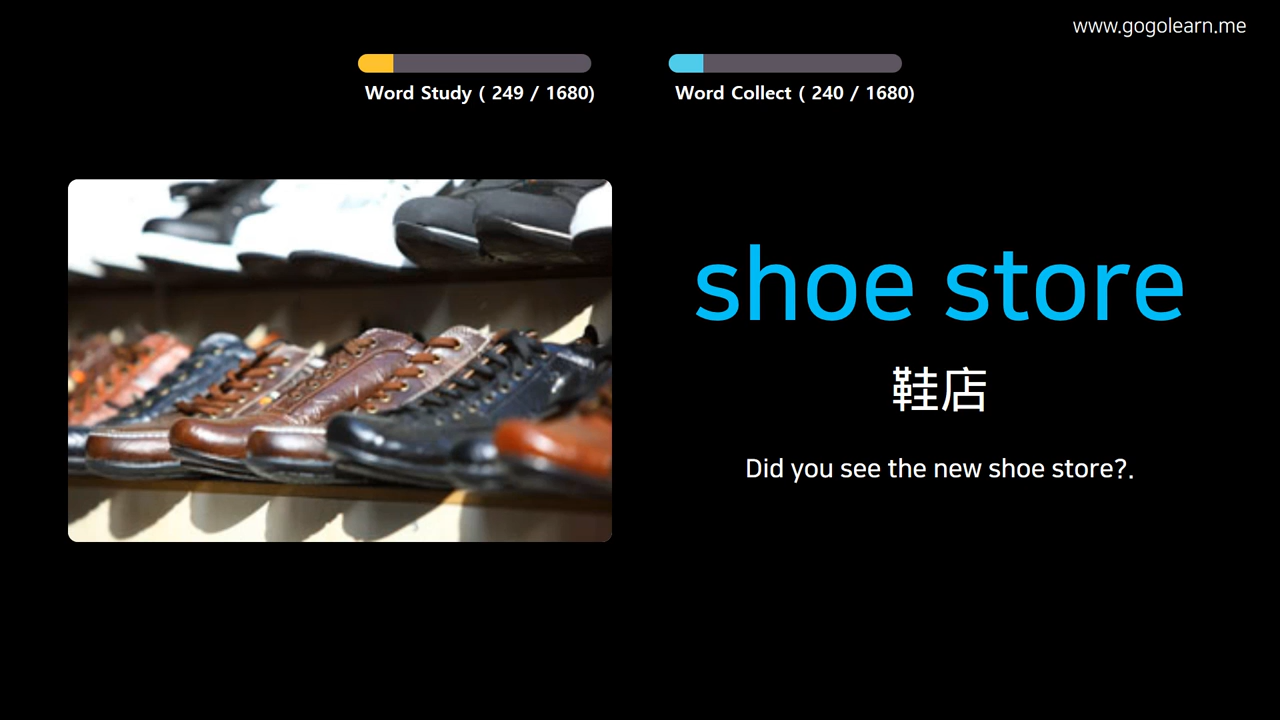 www.gogolearn.me
Word Study ( 249 / 1680)
Word Collect ( 240 / 1680)
shoe store
鞋店
Did you see the new shoe store?.